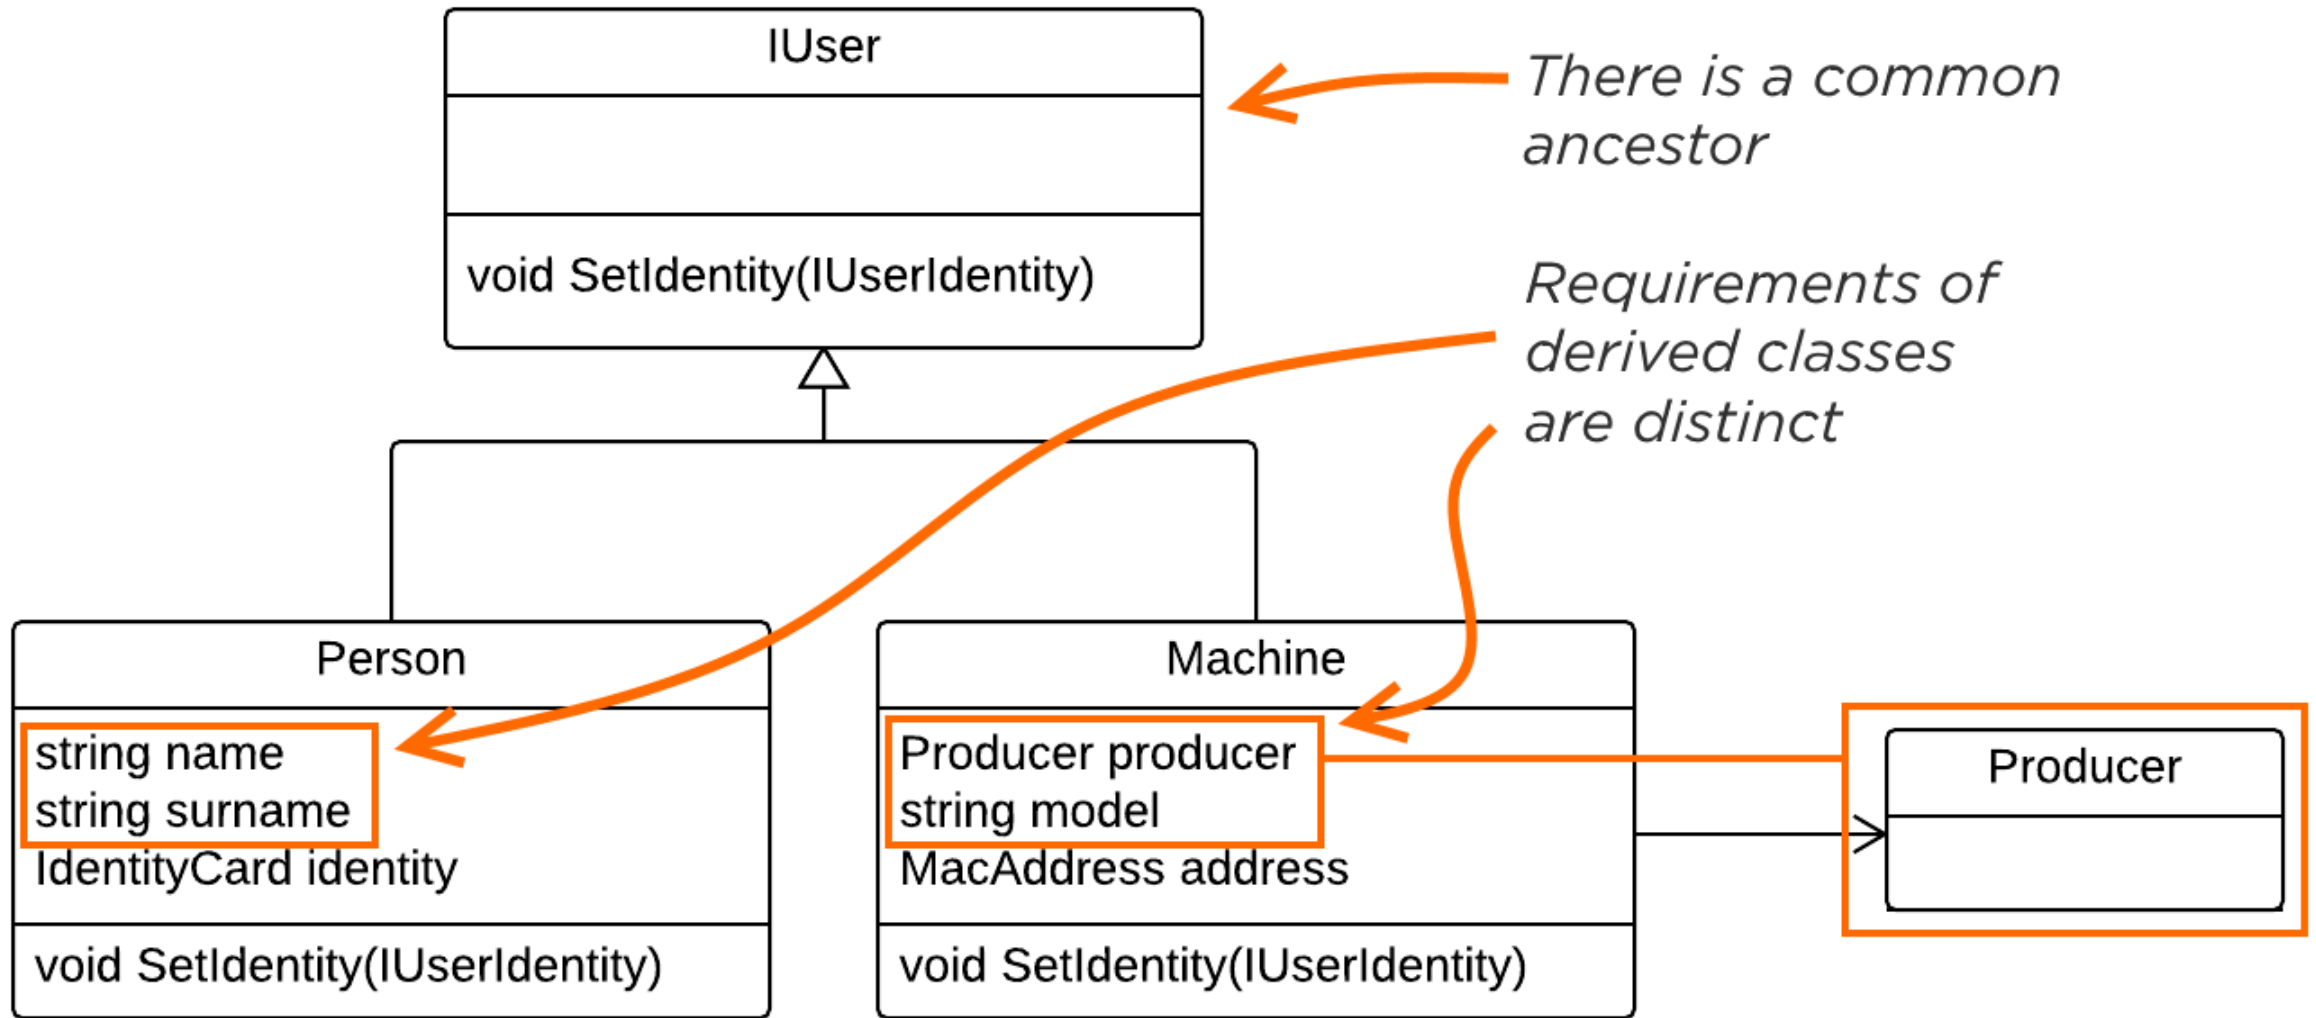 IUser
void SetIdentity(IUserIdentity)
There is a common
ancestor
Requirements of
derived classes
are distinct
Person
string name
string surname
IdentityCard identity
void SetIdentity(IUserIdentity)
Machine
Producer producer
string model
MacAddress address
void SetIdentity(IUserIdentity)
Producer